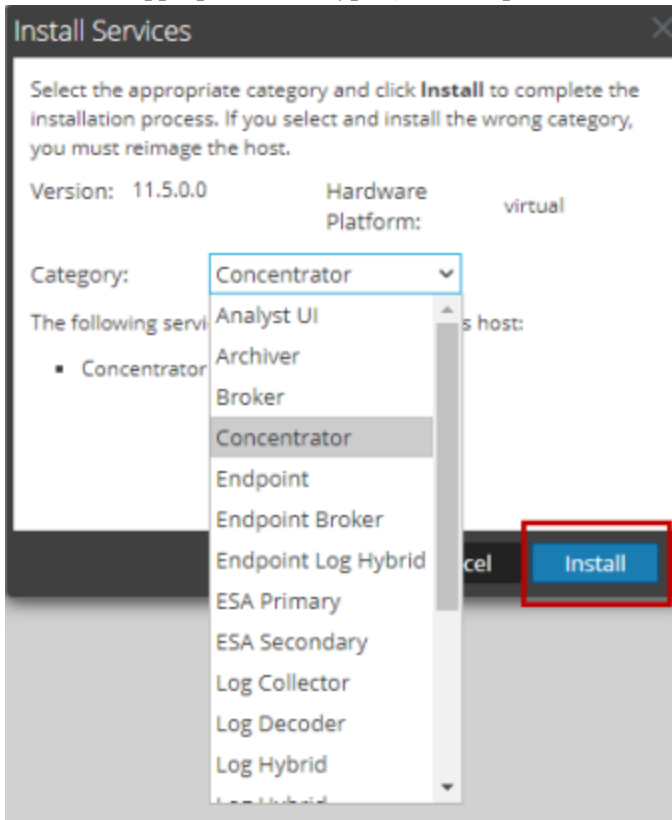 Install Services
Select the appropriate category and click Install to complete the
installation process. If you select and install the wrong category,
you must reimage the host.
Version: 11.5.0.0 Hardware Platform: virtual
Category: Concentrator
The following servi s host:
Concentrator
Analyst UI
Archiver
Broker
Concentrator
Endpoint
Endpoint Broker
Endpoint Log Hybrid
ESA Primary
ESA Secondary
Log Collector
Log Decoder
Log Hybrid
cel
Install